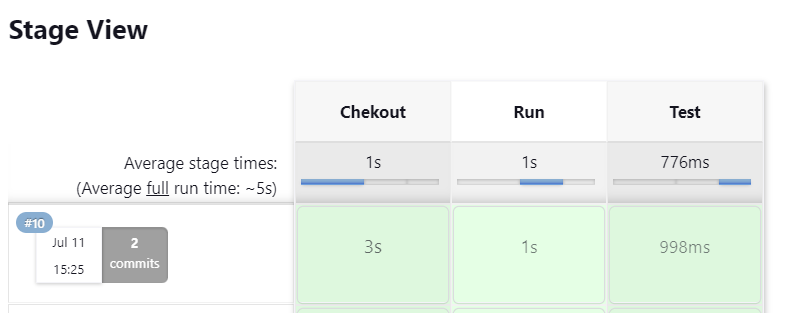 Stage View
Chekout Run Test
Average stage times: 1s 1s 776ms
(Average full run time: ~5s)
#10
Jul 11 2
15:25 commits
3s 1s 998ms